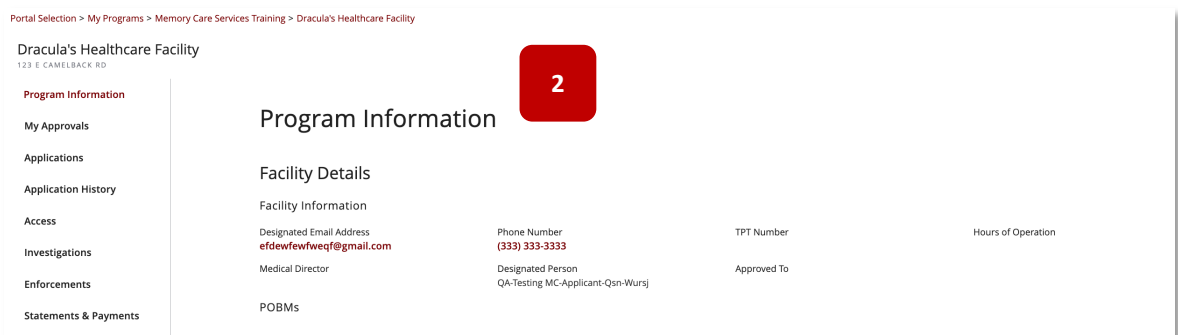 Portal Selection > My Programs > Memory Care Services Training > Dracula's Healthcare Facility
Dracula's Healthcare Facility
123 E CAMELBACK RD
2
Program Information
My Approvals
Applications
Application History
Access
Investigations
Enforcements
Statements & Payments
Program Information
Facility Details
Facility Information
Designated Email Address Phone Number TPT Number Hours of Operation
efdewfewfweqf@gmail.com (333) 333-3333
Medical Director Designated Person Approved To
QA-Testing MC-Applicant-Qsn-Wursj
POBMs